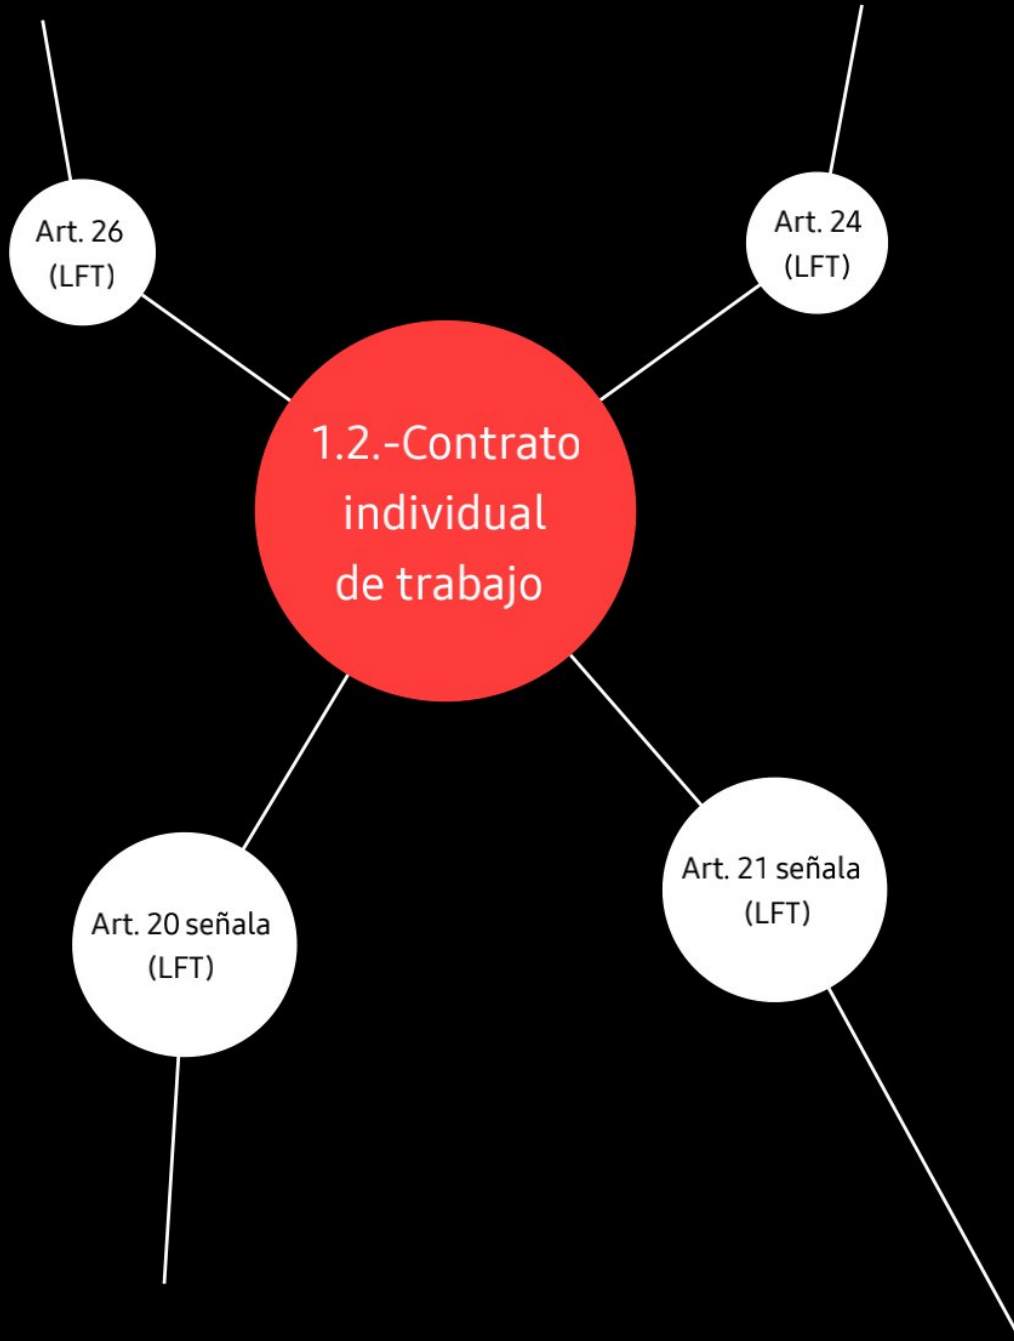 Art. 26
(LFT)
Art. 24
(LFT)
1.2.-Contrato
individual
de trabajo
Art. 20 señala
(LFT)
Art. 21 señala
(LFT)